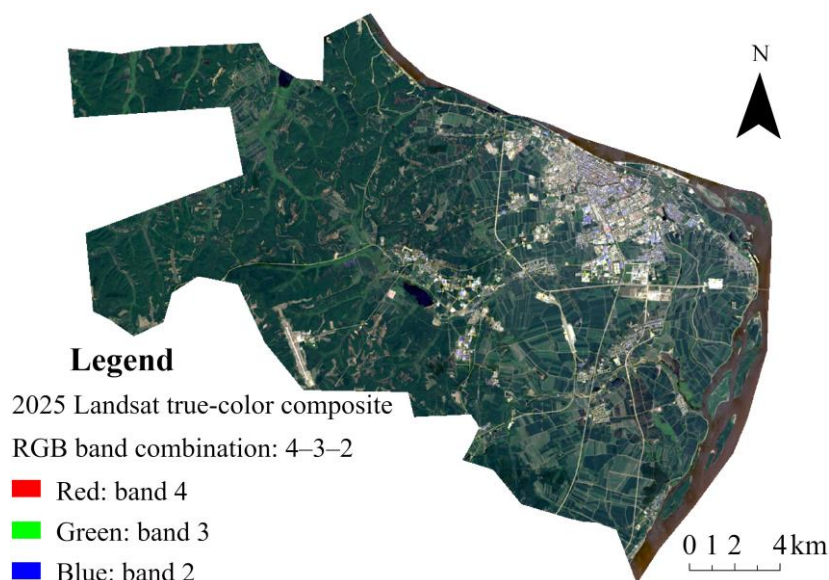 N
Legend
2025 Landsat true-color composite
RGB band combination: 4–3–2
Red: band 4
Green: band 3
Blue: band 2
0 1 2 4 km